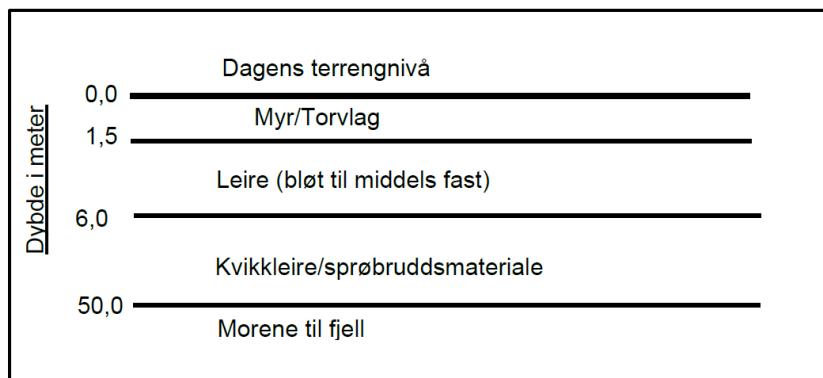 Dagens terrengnivå
0,0
Myr/Torvlag
1,5
Leire (bløt til middels fast)
6,0
Kvikkleire/sprøbruddsmateriale
50,0
Morene til fjell
Dybde i meter